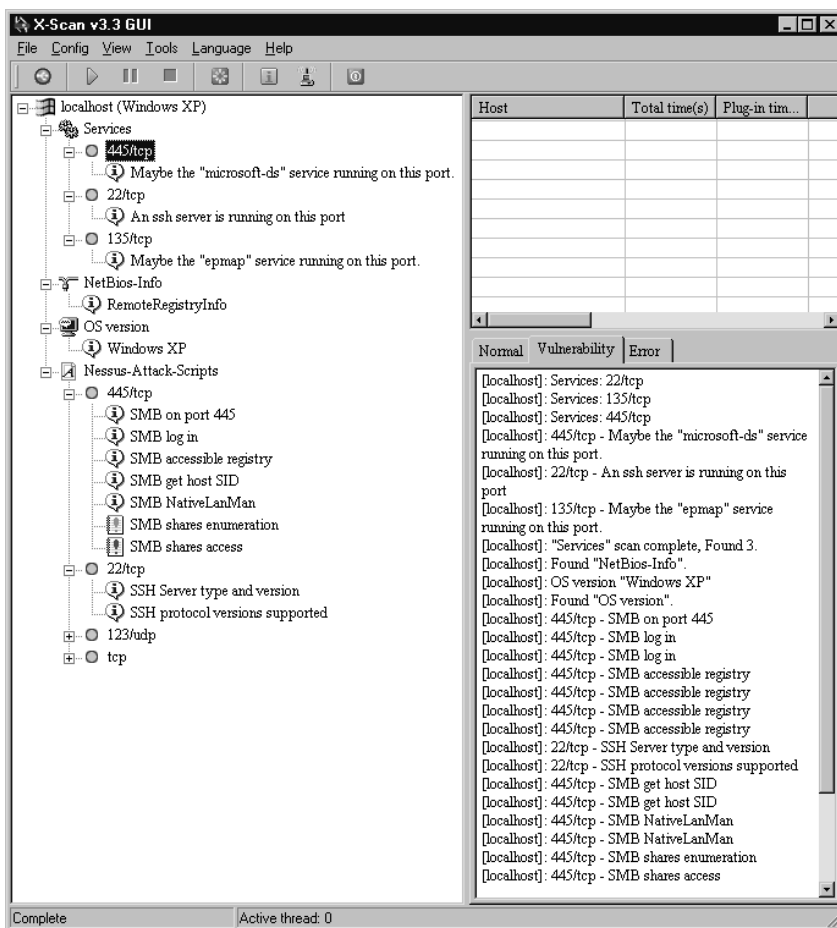 X-Scan v3.3 GUI
File Config View Tools Language Help
localhost (Windows XP)
Services
445/tcp
Maybe the "microsoft-ds" service running on this port.
22/tcp
An ssh server is running on this port
135/tcp
Maybe the "epmap" service running on this port.
NetBios-Info
RemoteRegistryInfo
OS version
Windows XP
Nessus-Attack-Scripts
445/tcp
SMB on port 445
SMB log in
SMB accessible registry
SMB get host SID
SMB NativeLanMan
SMB shares enumeration
SMB shares access
22/tcp
SSH Server type and version
SSH protocol versions supported
123/udp
tcp
Host Total time(s) Plug-in tim...
Normal Vulnerability Error
[localhost]: Services: 22/tcp
[localhost]: Services: 135/tcp
[localhost]: Services: 445/tcp
[localhost]: 445/tcp - Maybe the "microsoft-ds" service
running on this port.
[localhost]: 22/tcp - An ssh server is running on this
port
[localhost]: 135/tcp - Maybe the "epmap" service
running on this port.
[localhost]: "Services" scan complete, Found 3.
[localhost]: Found "NetBios-Info".
[localhost]: OS version "Windows XP"
[localhost]: Found "OS version".
[localhost]: 445/tcp - SMB on port 445
[localhost]: 445/tcp - SMB log in
[localhost]: 445/tcp - SMB log in
[localhost]: 445/tcp - SMB accessible registry
[localhost]: 445/tcp - SMB accessible registry
[localhost]: 445/tcp - SMB accessible registry
[localhost]: 445/tcp - SMB accessible registry
[localhost]: 22/tcp - SSH Server type and version
[localhost]: 22/tcp - SSH protocol versions supported
[localhost]: 445/tcp - SMB get host SID
[localhost]: 445/tcp - SMB get host SID
[localhost]: 445/tcp - SMB NativeLanMan
[localhost]: 445/tcp - SMB NativeLanMan
[localhost]: 445/tcp - SMB shares enumeration
[localhost]: 445/tcp - SMB shares access
Complete
Active thread: 0